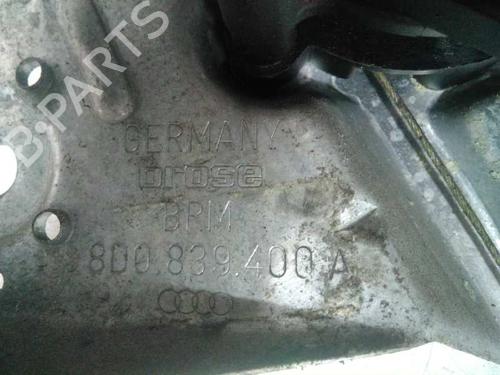 B·PARTS
GERMANY
brose
BRM
8D0.839.400 A